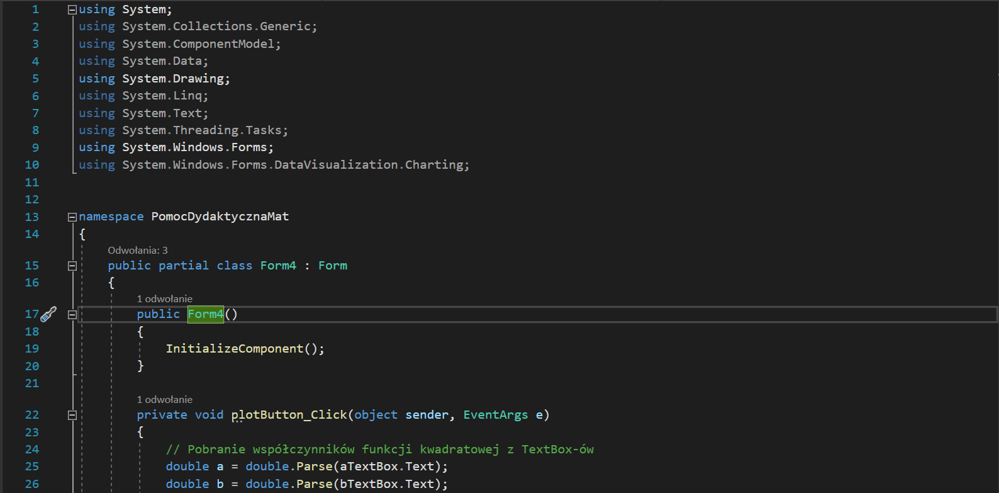 1 using System;
2 using System.Collections.Generic;
3 using System.ComponentModel;
4 using System.Data;
5 using System.Drawing;
6 using System.Linq;
7 using System.Text;
8 using System.Threading.Tasks;
9 using System.Windows.Forms;
10 using System.Windows.Forms.DataVisualization.Charting;
11
12
13 namespace PomocDydaktycznaMat
14 {
Odwołania: 3
15 public partial class Form4 : Form
16 {
1 odwołanie
17 public Form4()
18 {
19 InitializeComponent();
20 }
21
1 odwołanie
22 private void plotButton_Click(object sender, EventArgs e)
23 {
24 // Pobranie współczynników funkcji kwadratowej z TextBox-ów
25 double a = double.Parse(aTextBox.Text);
26 double b = double.Parse(bTextBox.Text);